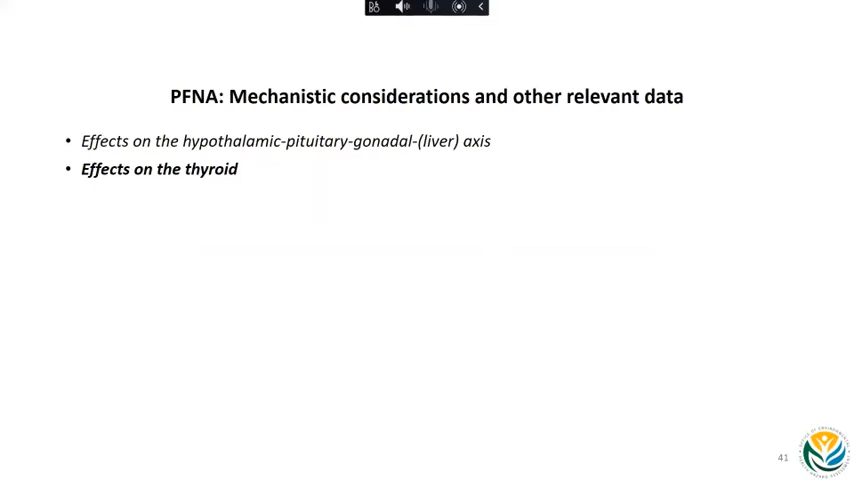 PFNA: Mechanistic considerations and other relevant data
• Effects on the hypothalamic-pituitary-gonadal-(liver) axis
• Effects on the thyroid
41